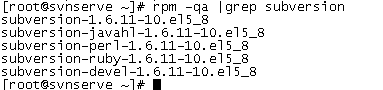 [root@svnserve ~]# rpm -qa |grep subversion
subversion-1.6.11-10.el5_8
subversion-javahl-1.6.11-10.el5_8
subversion-perl-1.6.11-10.el5_8
subversion-ruby-1.6.11-10.el5_8
subversion-devel-1.6.11-10.el5_8
[root@svnserve ~]#